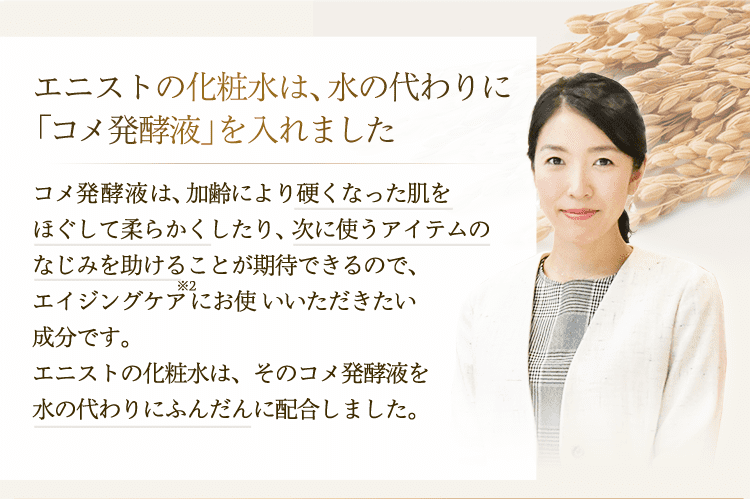 エニストの化粧水は、水の代わりに
「コメ発酵液」を入れました
コメ発酵液は、加齢により硬くなった肌を
ほぐして柔らかくしたり、次に使うアイテムの
なじみを助けることが期待できるので、
エイジングケア※2にお使いいただきたい
成分です。
エニストの化粧水は、そのコメ発酵液を
水の代わりにふんだんに配合しました。